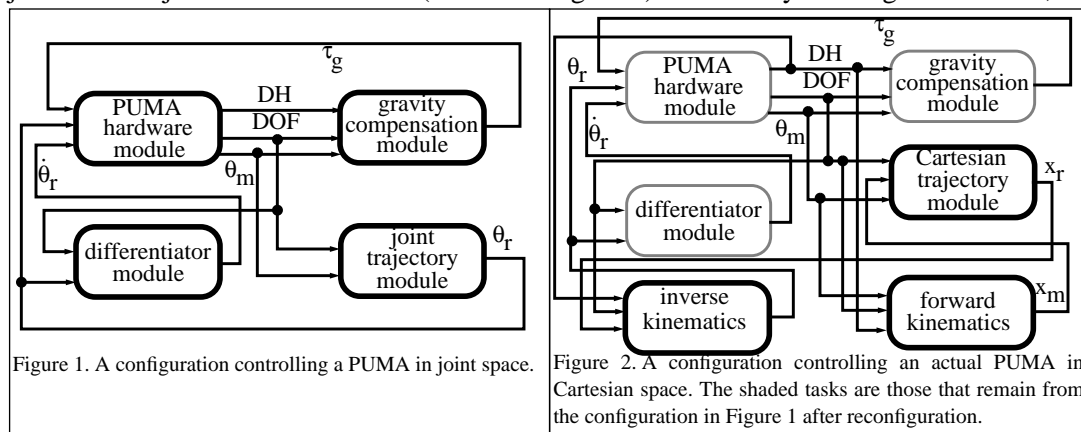 τg
DH
DOF
θm
PUMA
hardware
module
gravity
compensation
module
θ̇r
differentiator
module
joint
trajectory
module
θr
Figure 1. A configuration controlling a PUMA in joint space.
τg
DH
DOF
θm
θr
θ̇r
PUMA
hardware
module
gravity
compensation
module
Cartesian
trajectory
module
xr
differentiator
module
inverse
kinematics
forward
kinematics
xm
Figure 2. A configuration controlling an actual PUMA in
Cartesian space. The shaded tasks are those that remain from
the configuration in Figure 1 after reconfiguration.